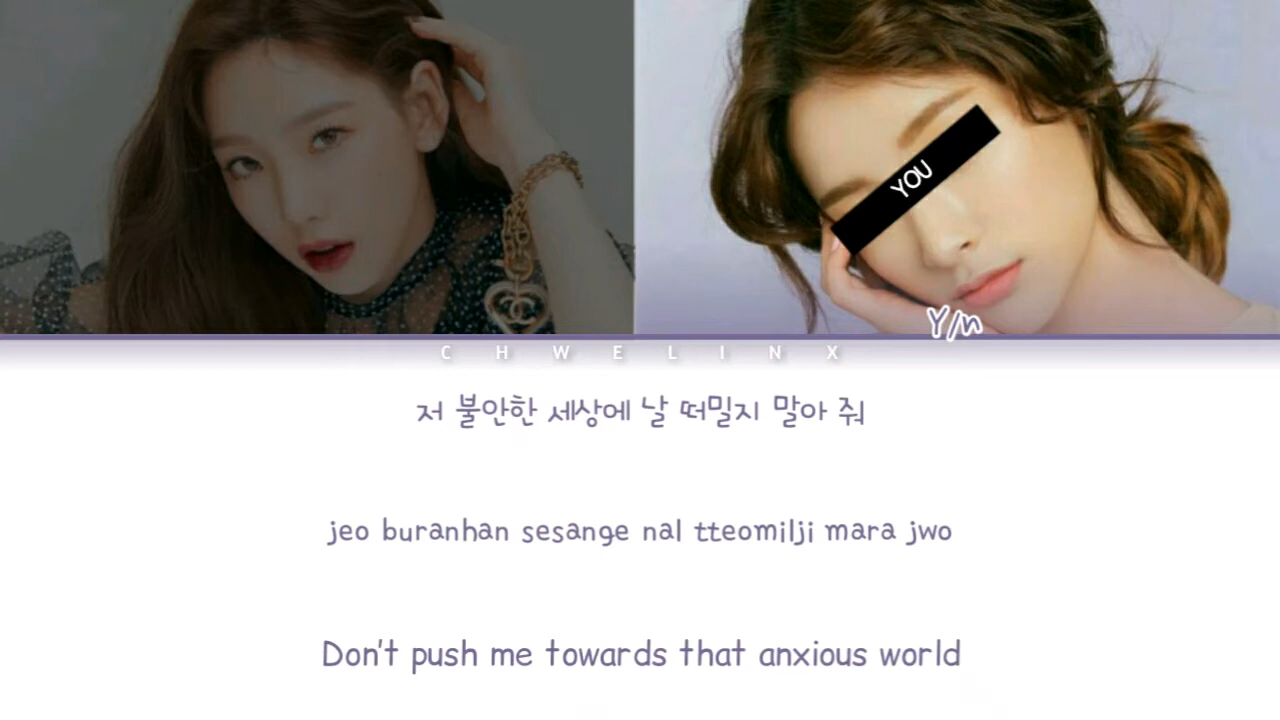 YOU
Y/n
CHWELINX
저 불안한 세상에 날 떠밀지 말아 줘
jeo buranhan sesange nal tteomilji mara jwo
Don't push me towards that anxious world